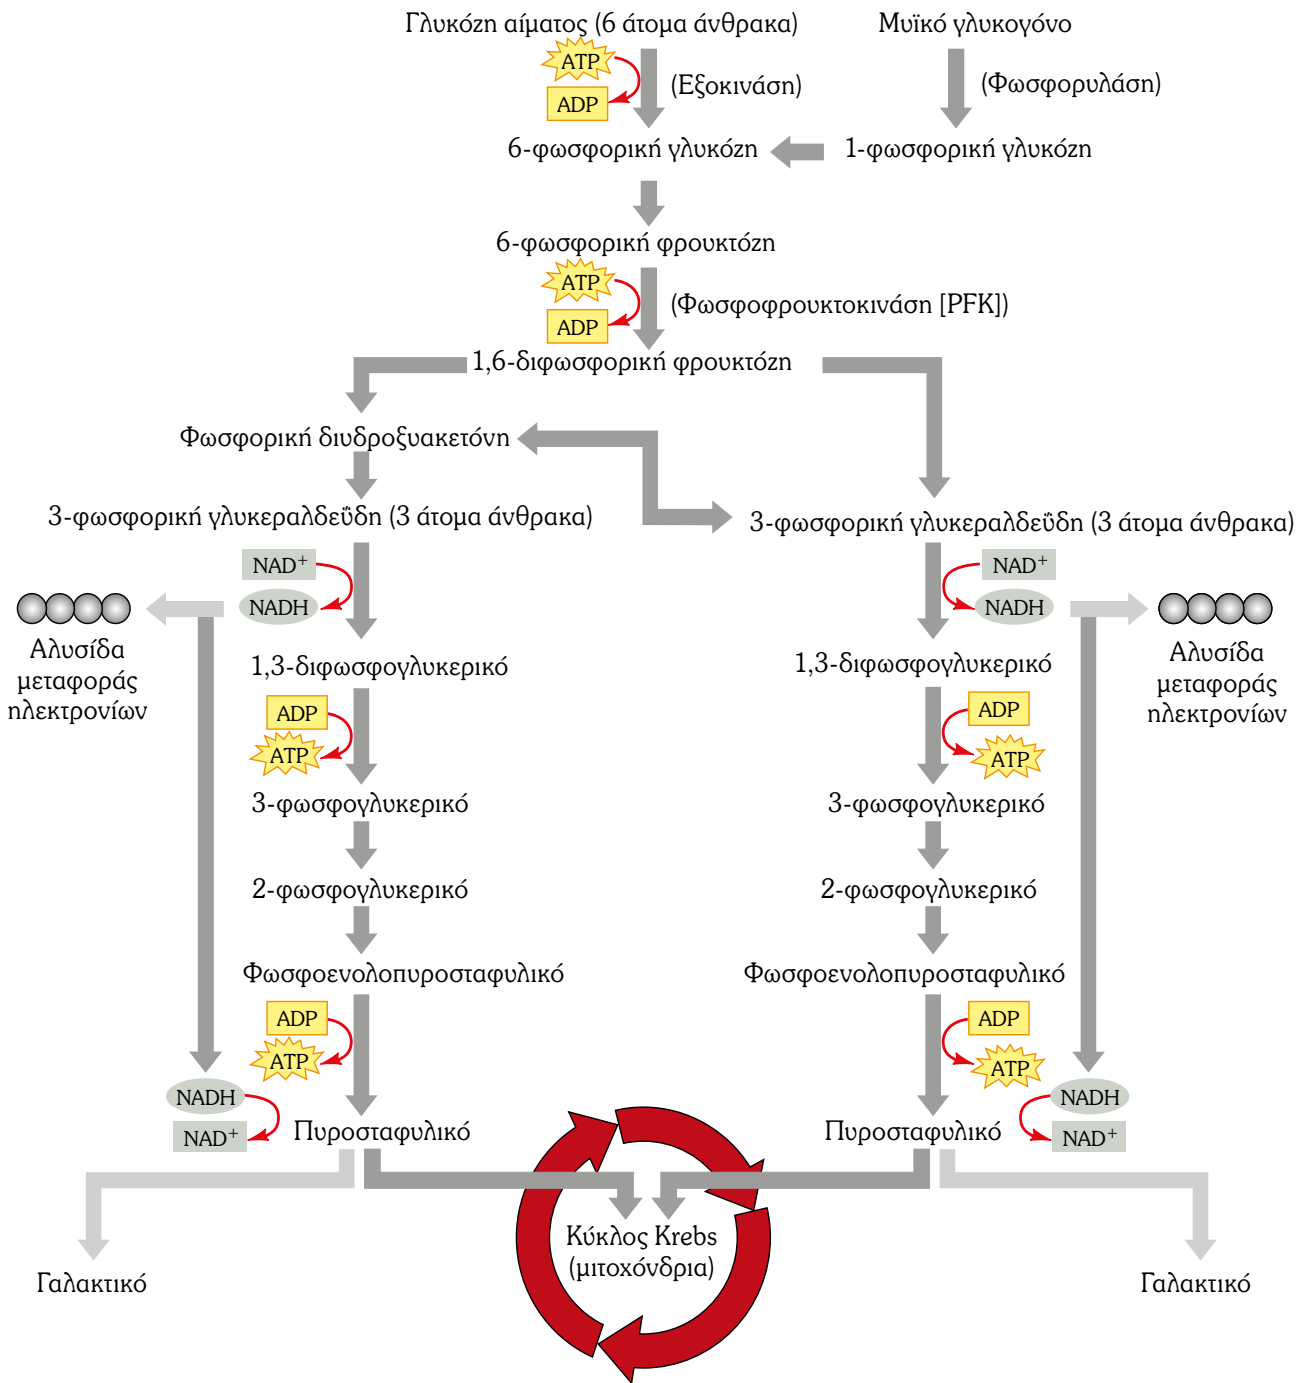 Γλυκόζη αίματος (6 άτομα άνθρακα)
Μυϊκό γλυκογόνο
ATP
ADP
(Εξοκινάση)
(Φωσφορυλάση)
6-φωσφορική γλυκόζη
1-φωσφορική γλυκόζη
6-φωσφορική φρουκτόζη
ATP
ADP
(Φωσφοφρουκτοκινάση [PFK])
1,6-διφωσφορική φρουκτόζη
Φωσφορική διυδροξυακετόνη
3-φωσφορική γλυκεραλδεΰδη (3 άτομα άνθρακα)
3-φωσφορική γλυκεραλδεΰδη (3 άτομα άνθρακα)
NAD+
NADH
NAD+
NADH
Αλυσίδα
μεταφοράς
ηλεκτρονίων
Αλυσίδα
μεταφοράς
ηλεκτρονίων
1,3-διφωσφογλυκερικό
1,3-διφωσφογλυκερικό
ADP
ATP
ADP
ATP
3-φωσφογλυκερικό
3-φωσφογλυκερικό
2-φωσφογλυκερικό
2-φωσφογλυκερικό
Φωσφοενολοπυροσταφυλικό
Φωσφοενολοπυροσταφυλικό
ADP
ATP
ADP
ATP
NADH
NAD+
NADH
NAD+
Πυροσταφυλικό
Πυροσταφυλικό
Κύκλος Krebs
(μιτοχόνδρια)
Γαλακτικό
Γαλακτικό